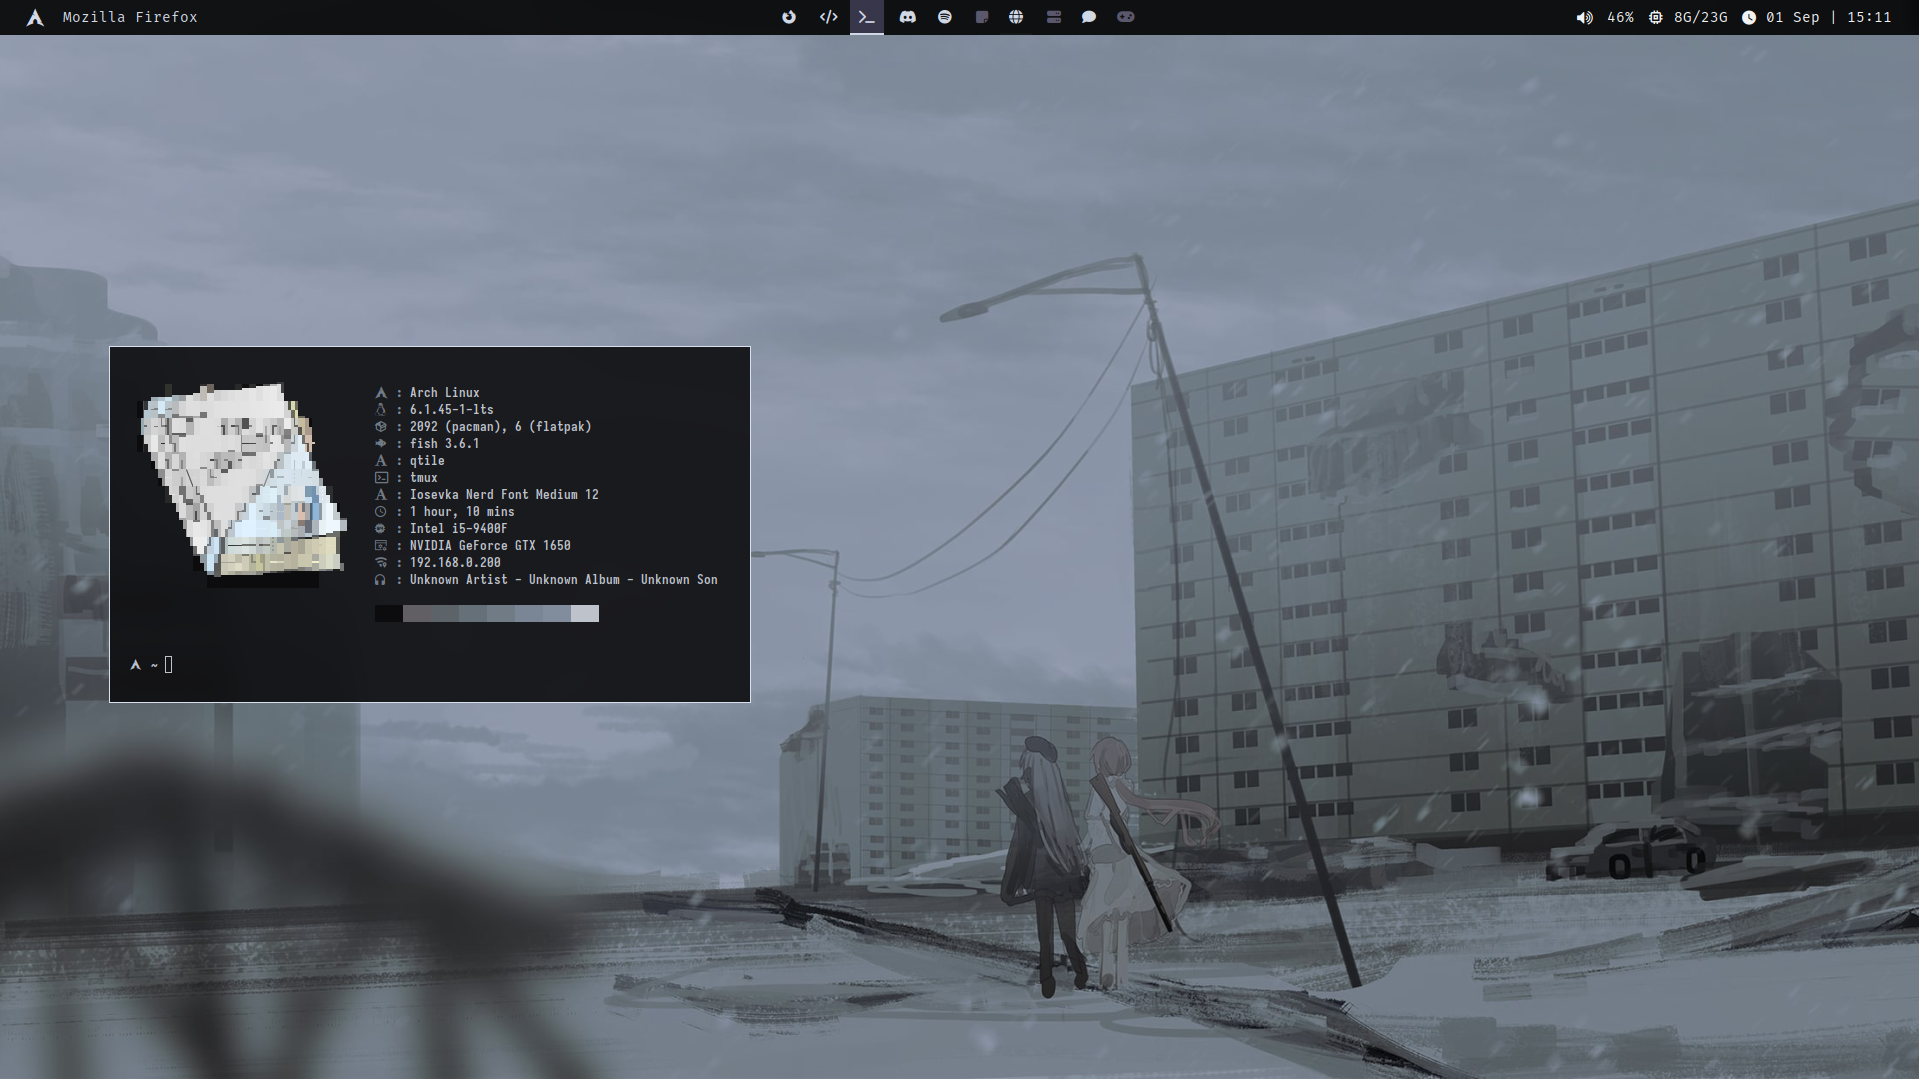 Mozilla Firefox
46% 8G/23G 01 Sep | 15:11
: Arch Linux
: 6.1.45-1-lts
: 2092 (pacman), 6 (flatpak)
: fish 3.6.1
: qtile
: tmux
: Iosevka Nerd Font Medium 12
: 1 hour, 10 mins
: Intel i5-9400F
: NVIDIA GeForce GTX 1650
: 192.168.0.200
: Unknown Artist - Unknown Album - Unknown Son
~